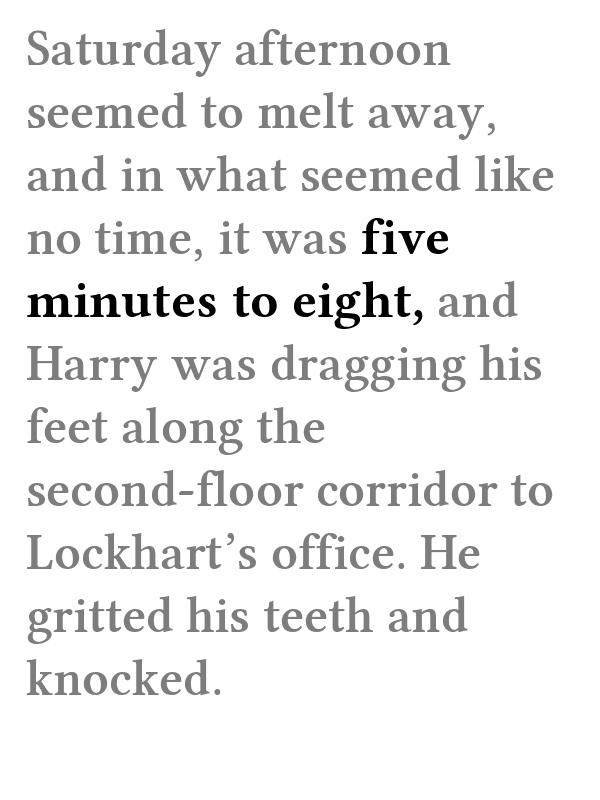 Saturday afternoon
seemed to melt away,
and in what seemed like
no time, it was five
minutes to eight, and
Harry was dragging his
feet along the
second-floor corridor to
Lockhart’s office. He
gritted his teeth and
knocked.